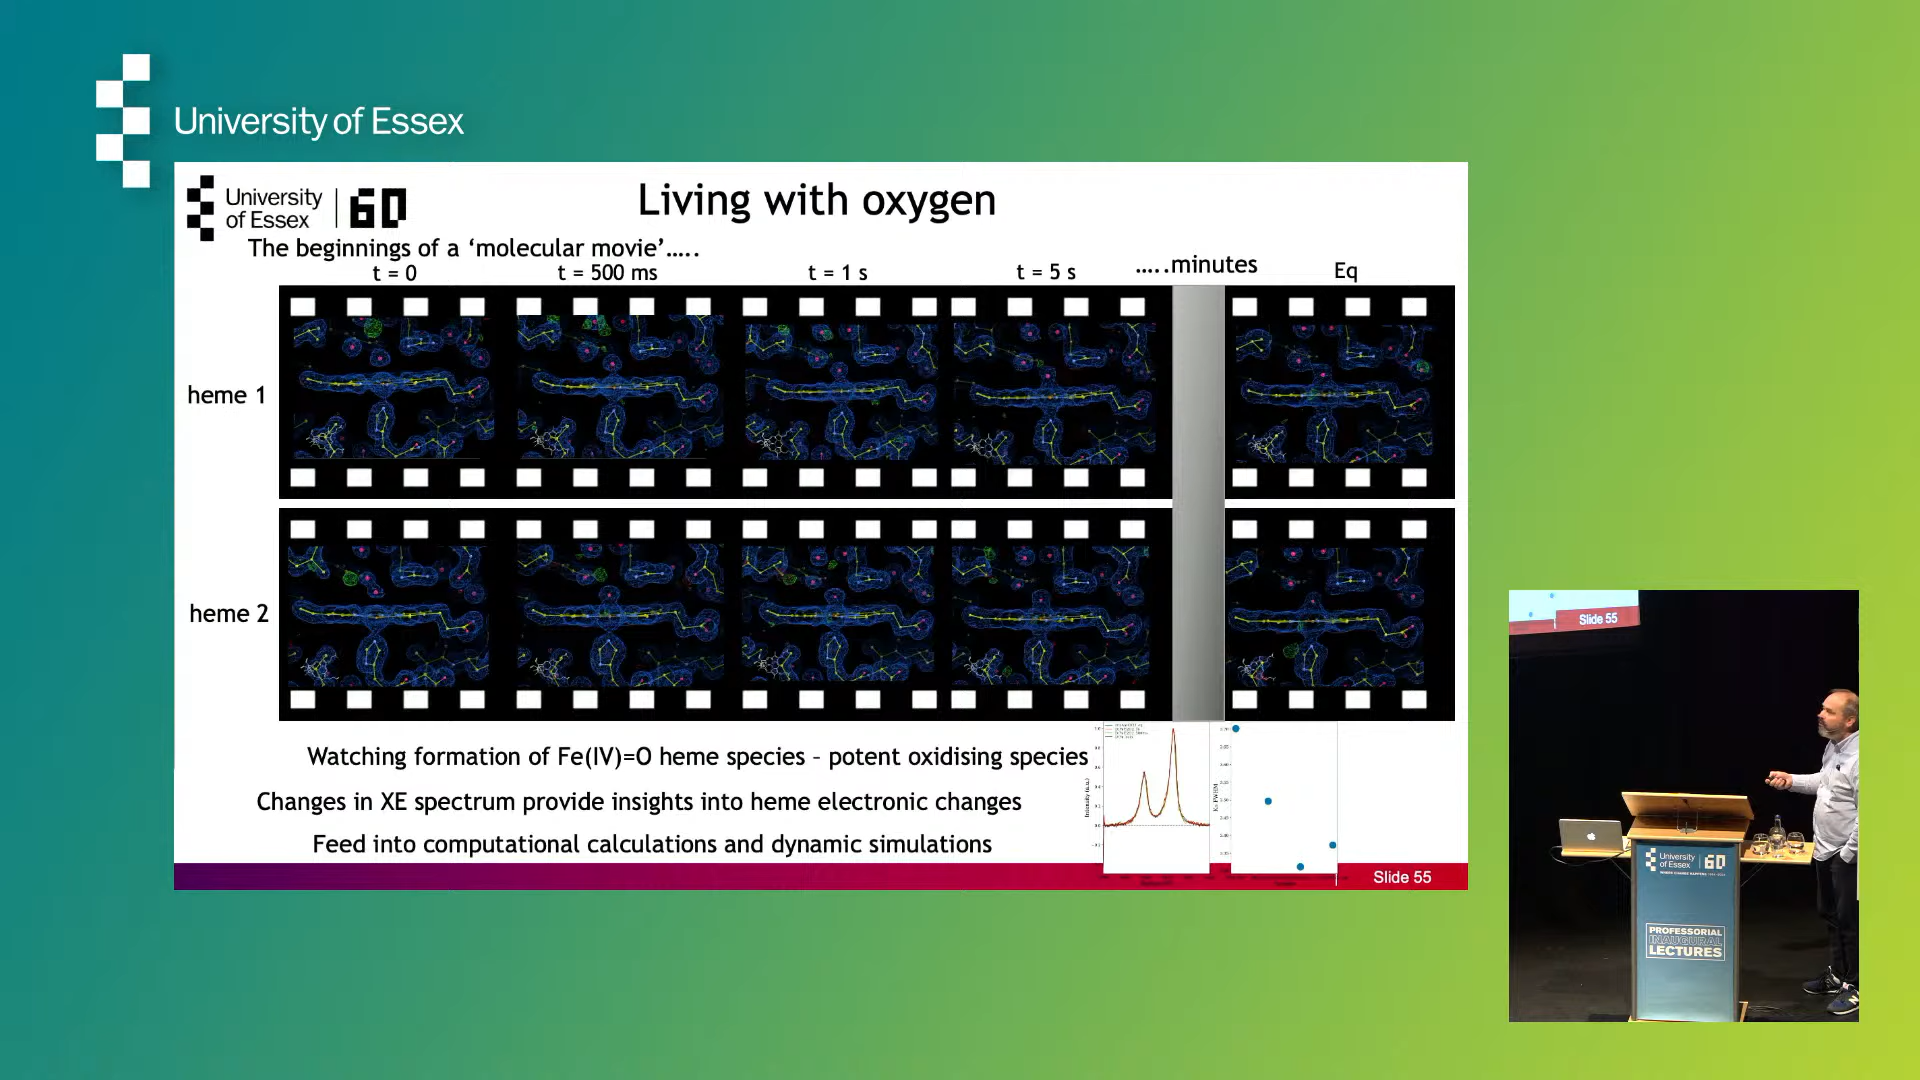 University of Essex
University
of Essex
60
Living with oxygen
The beginnings of a ‘molecular movie’.....
t = 0
t = 500 ms
t = 1 s
t = 5 s
.....minutes
Eq
heme 1
heme 2
Watching formation of Fe(IV)=O heme species – potent oxidising species
Changes in XE spectrum provide insights into heme electronic changes
Feed into computational calculations and dynamic simulations
Intensity (a.u.)
Slide 55
Slide 55
University
of Essex
60
PROFESSORIAL
INAUGURAL
LECTURES